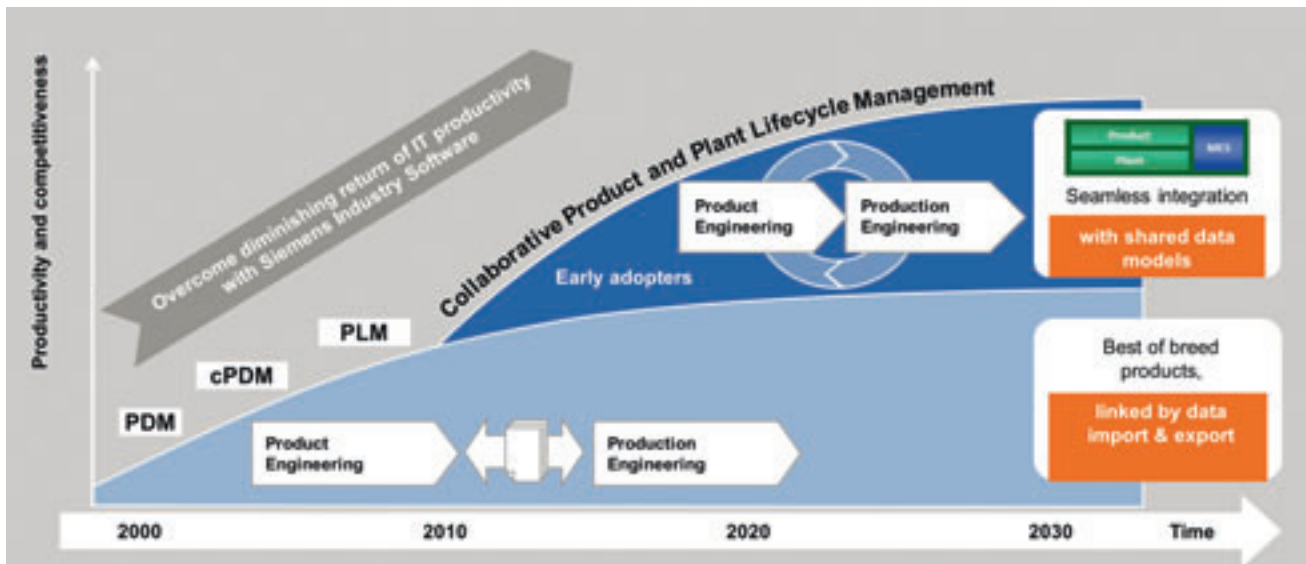 Productivity and competitiveness
Overcome diminishing return of IT productivity
with Siemens Industry Software
Collaborative Product and Plant Lifecycle Management
Product
Plant
MES
Seamless integration
with shared data
models
Product
Engineering
Production
Engineering
Early adopters
PLM
cPDM
PDM
Best of breed
products,
linked by data
import & export
Product
Engineering
Production
Engineering
2000
2010
2020
2030
Time